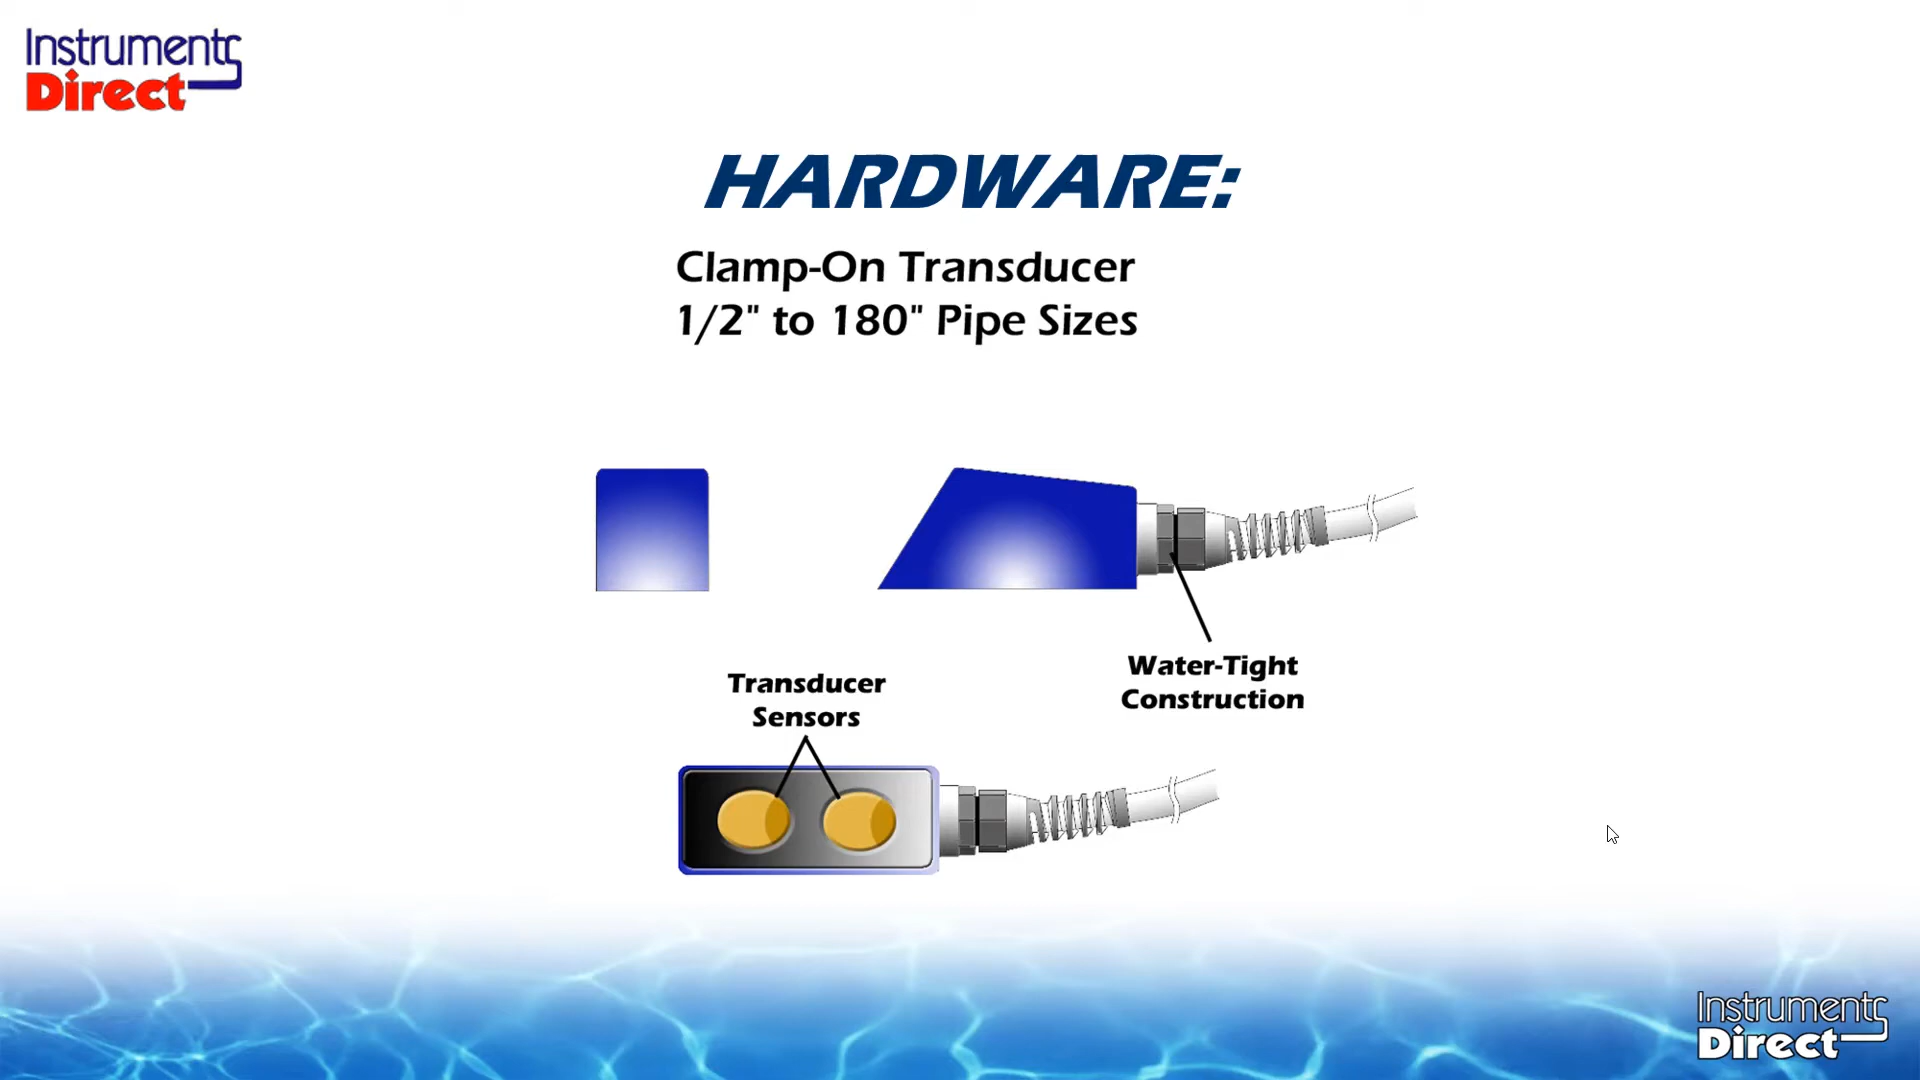 Instruments
Direct
HARDWARE:
Clamp-On Transducer
1/2" to 180" Pipe Sizes
Water-Tight
Construction
Transducer
Sensors
Instruments
Direct